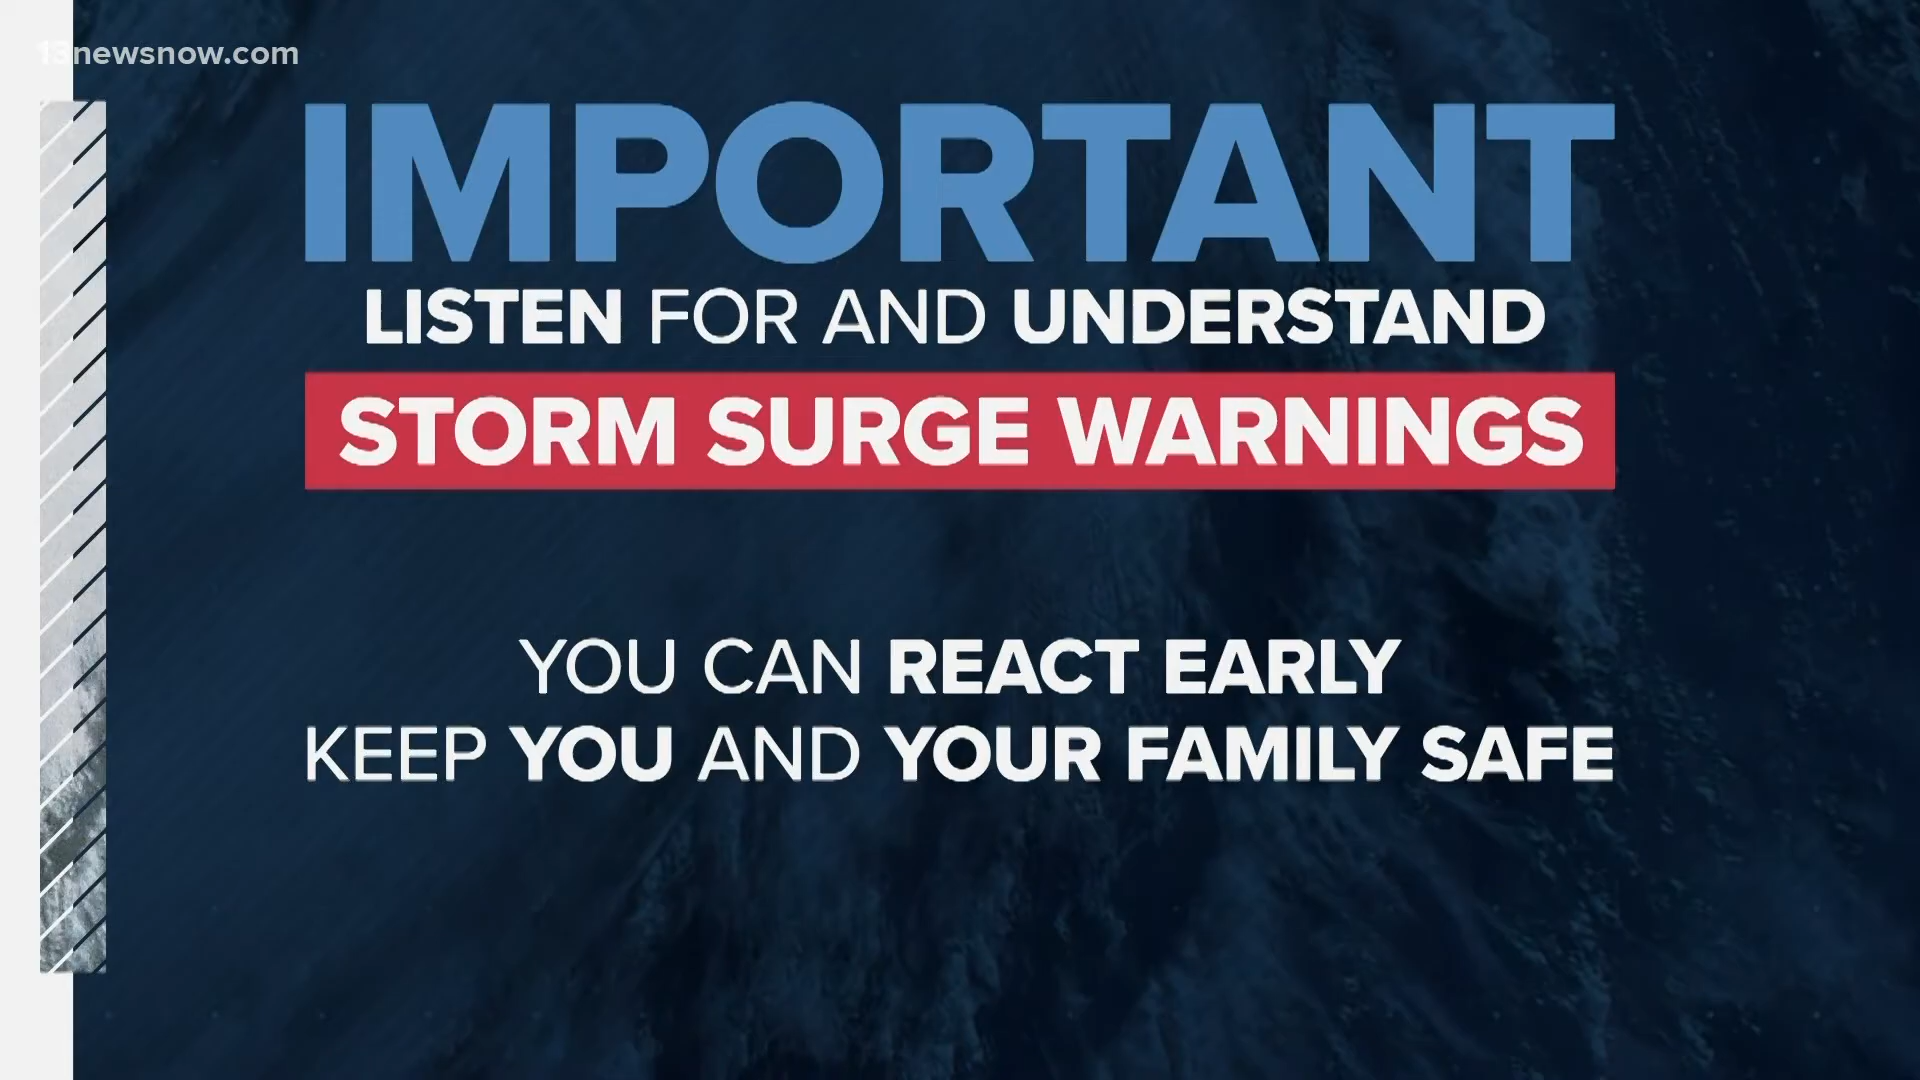 13newsnow.com
IMPORTANT
LISTEN FOR AND UNDERSTAND
STORM SURGE WARNINGS
YOU CAN REACT EARLY
KEEP YOU AND YOUR FAMILY SAFE